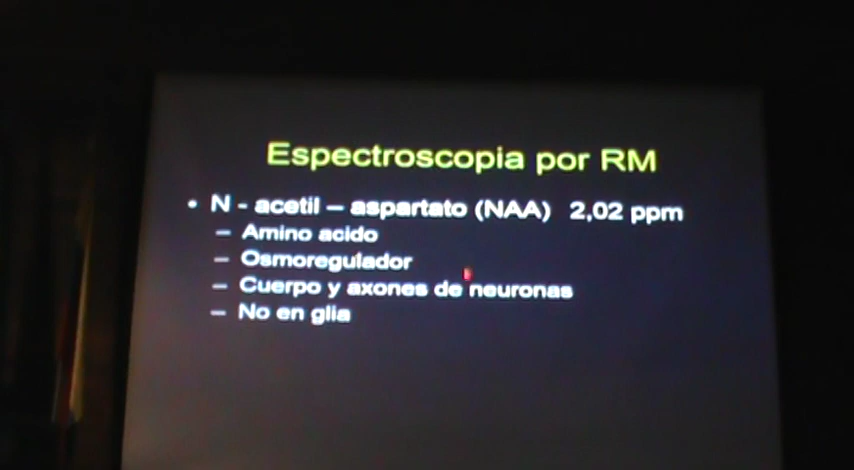 Espectroscopia por RM
• N - acetil – aspartato (NAA) 2,02 ppm
– Amino acido
– Osmoregulador
– Cuerpo y axones de neuronas
– No en glia